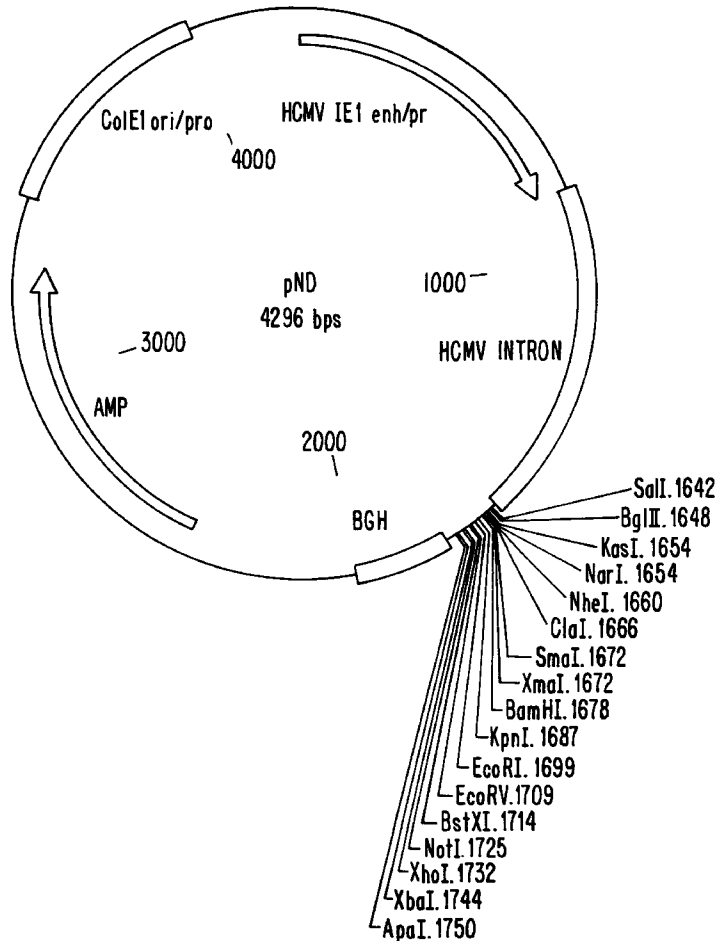 ColE1 ori/pro
HCMV IE1 enh/pr
4000
pND
4296 bps
1000
HCMV INTRON
3000
AMP
2000
BGH
SalI. 1642
BglII. 1648
KasI. 1654
NarI. 1654
NheI. 1660
ClaI. 1666
SmaI. 1672
XmaI. 1672
BamHI. 1678
KpnI. 1687
EcoRI. 1699
EcoRV. 1709
BstXI. 1714
NotI. 1725
XhoI. 1732
XbaI. 1744
ApaI. 1750